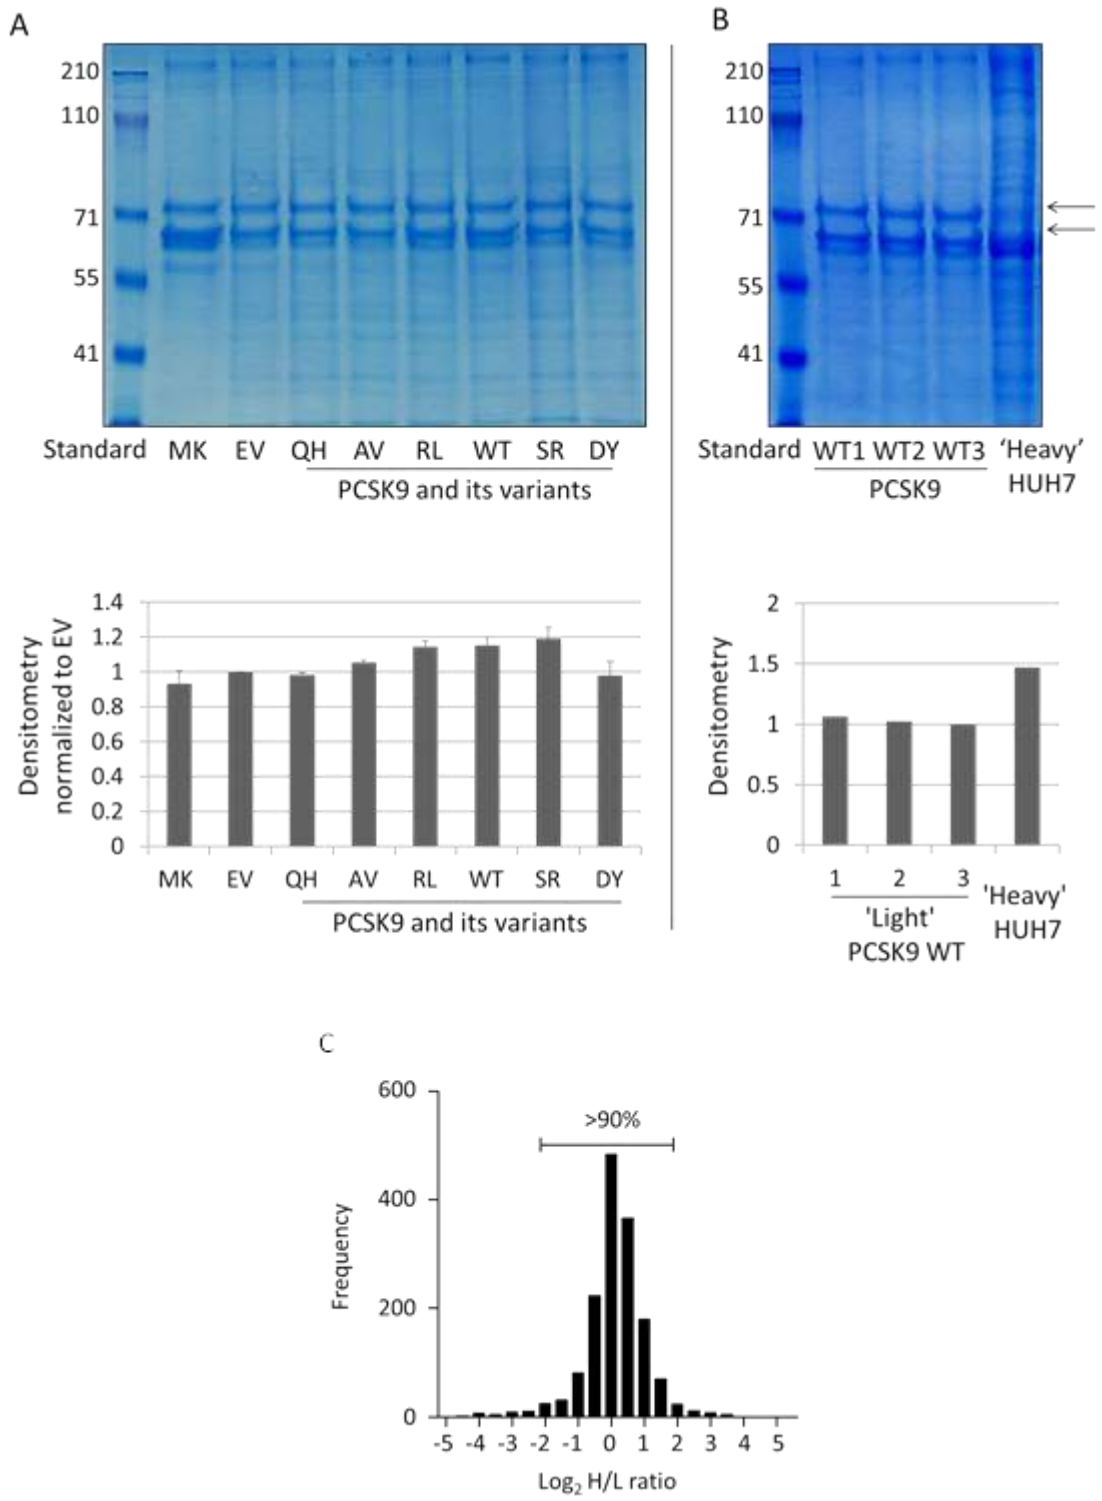 A
210
110
71
55
41
Standard MK EV QH AV RL WT SR DY
PCSK9 and its variants
B
210
110
71
55
41
Standard WT1 WT2 WT3 'Heavy'
PCSK9 HUH7
Densitometry
normalized to EV
1.4
1.2
1
0.8
0.6
0.4
0.2
0
MK EV QH AV RL WT SR DY
PCSK9 and its variants
Densitometry
2
1.5
1
0.5
0
1 2 3 'Heavy'
'Light' HUH7
PCSK9 WT
C
Frequency
600
400
200
0
>90%
-5 -4 -3 -2 -1 0 1 2 3 4 5
Log₂ H/L ratio